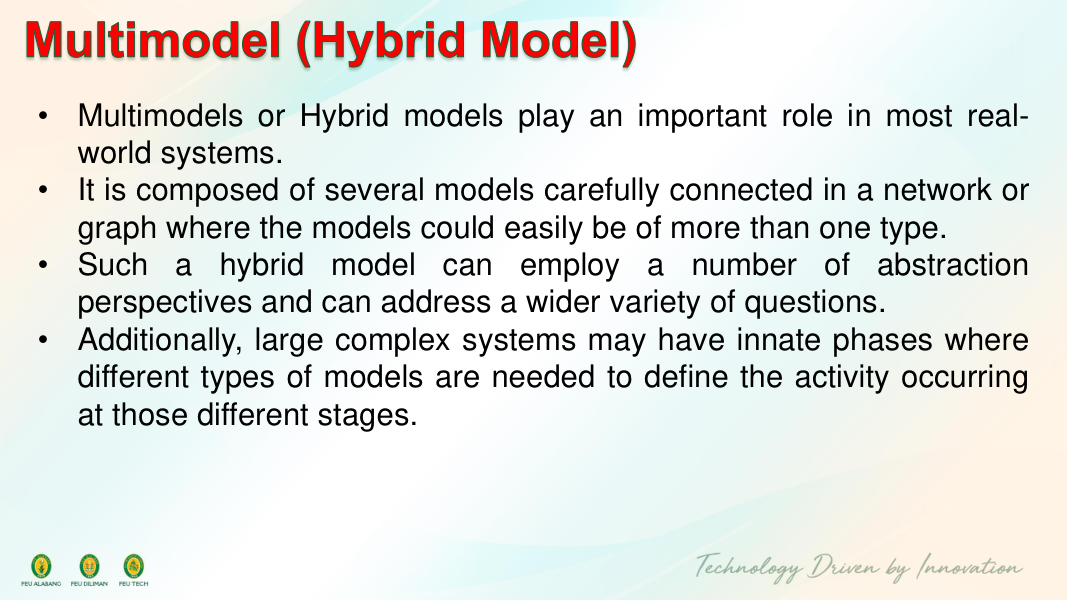 Multimodel (Hybrid Model)
• Multimodels or Hybrid models play an important role in most real-
world systems.
• It is composed of several models carefully connected in a network or
graph where the models could easily be of more than one type.
• Such a hybrid model can employ a number of abstraction
perspectives and can address a wider variety of questions.
• Additionally, large complex systems may have innate phases where
different types of models are needed to define the activity occurring
at those different stages.
FEU ALABANG FEU DILIMAN FEU TECH
Technology Driven by Innovation